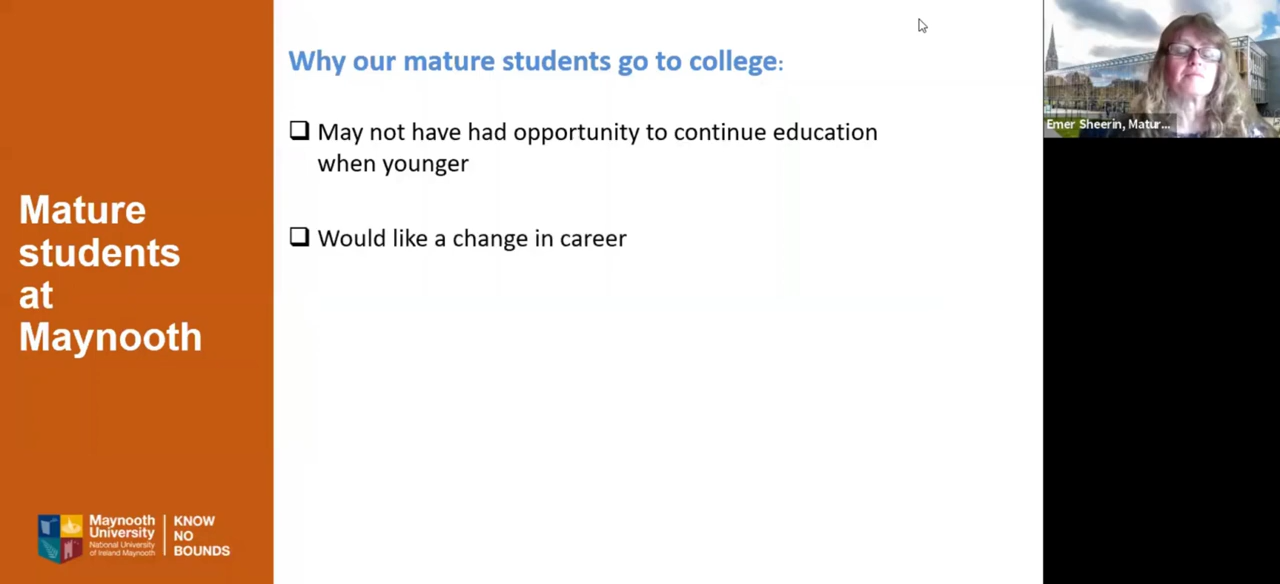 Why our mature students go to college:
❑ May not have had opportunity to continue education
when younger
❑ Would like a change in career
Mature
students
at
Maynooth
Maynooth
University
National University
of Ireland Maynooth
KNOW
NO
BOUNDS
Emer Sheerin, Matur...